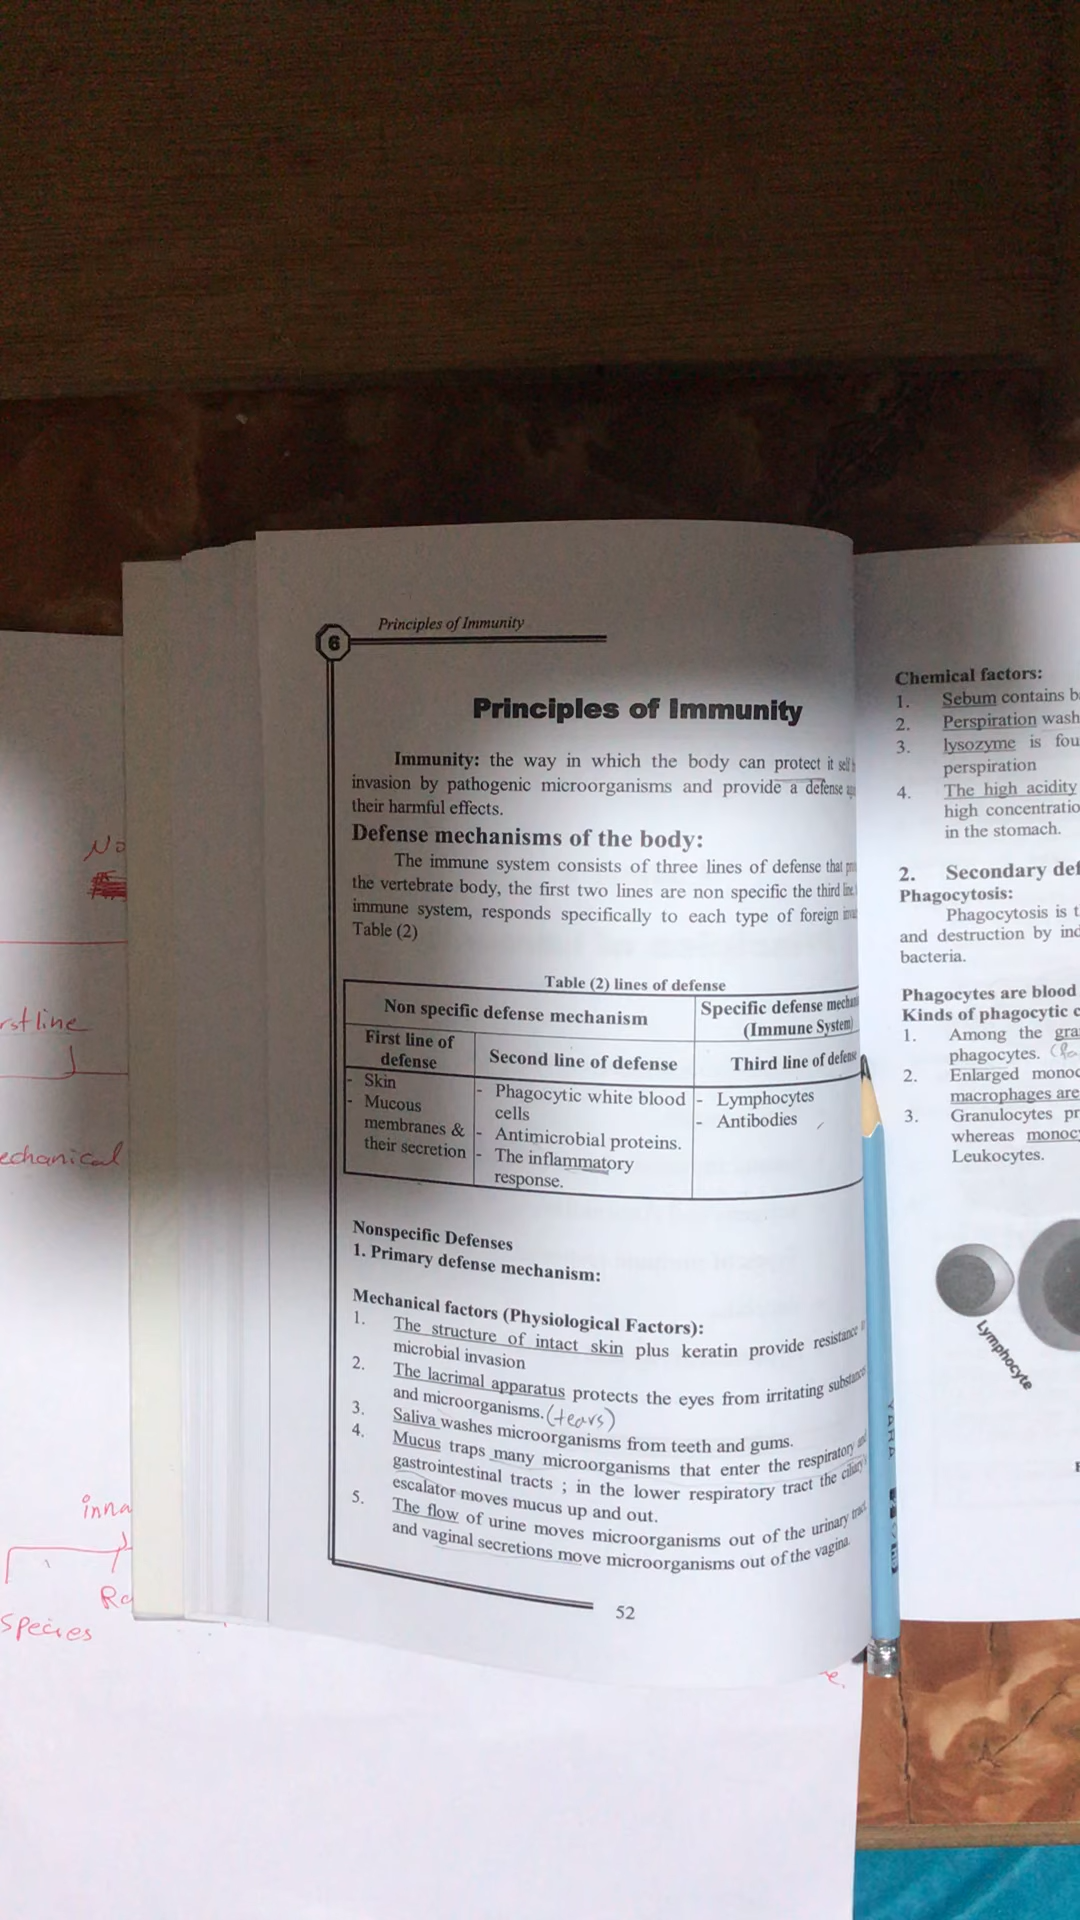 Principles of Immunity
6
Principles of Immunity
Immunity: the way in which the body can protect it self
invasion by pathogenic microorganisms and provide a defense
their harmful effects.
Defense mechanisms of the body:
The immune system consists of three lines of defense that
the vertebrate body, the first two lines are non specific the third line
immune system, responds specifically to each type of foreign
Table (2)
Table (2) lines of defense
Non specific defense mechanism
Specific defense
(Immune System)
First line of
defense
Second line of defense
Third line of defense
- Skin
- Mucous
membranes &
their secretion
- Phagocytic white blood
cells
- Antimicrobial proteins.
- The inflammatory
response.
- Lymphocytes
- Antibodies
Nonspecific Defenses
1. Primary defense mechanism:
Mechanical factors (Physiological Factors):
1. The structure of intact skin plus keratin provide resistance
microbial invasion
2. The lacrimal apparatus protects the eyes from irritating
and microorganisms. (tears)
3. Saliva washes microorganisms from teeth and gums.
4. Mucus traps many microorganisms that enter the respiratory and
gastrointestinal tracts ; in the lower respiratory tract the ciliary
escalator moves mucus up and out.
5. The flow of urine moves microorganisms out of the urinary tract,
and vaginal secretions move microorganisms out of the vagina.
52
Chemical factors:
1. Sebum contains
2. Perspiration wash
3. lysozyme is fou
perspiration
4. The high acidity
high concentratio
in the stomach.
2. Secondary def
Phagocytosis:
Phagocytosis is t
and destruction by
bacteria.
Phagocytes are blood
Kinds of phagocytic c
1. Among the gra
phagocytes.
2. Enlarged monoc
macrophages are
3. Granulocytes pr
whereas monocy
Leukocytes.
Lymphocyte
No
rst line
echanical
inna
Ra
species